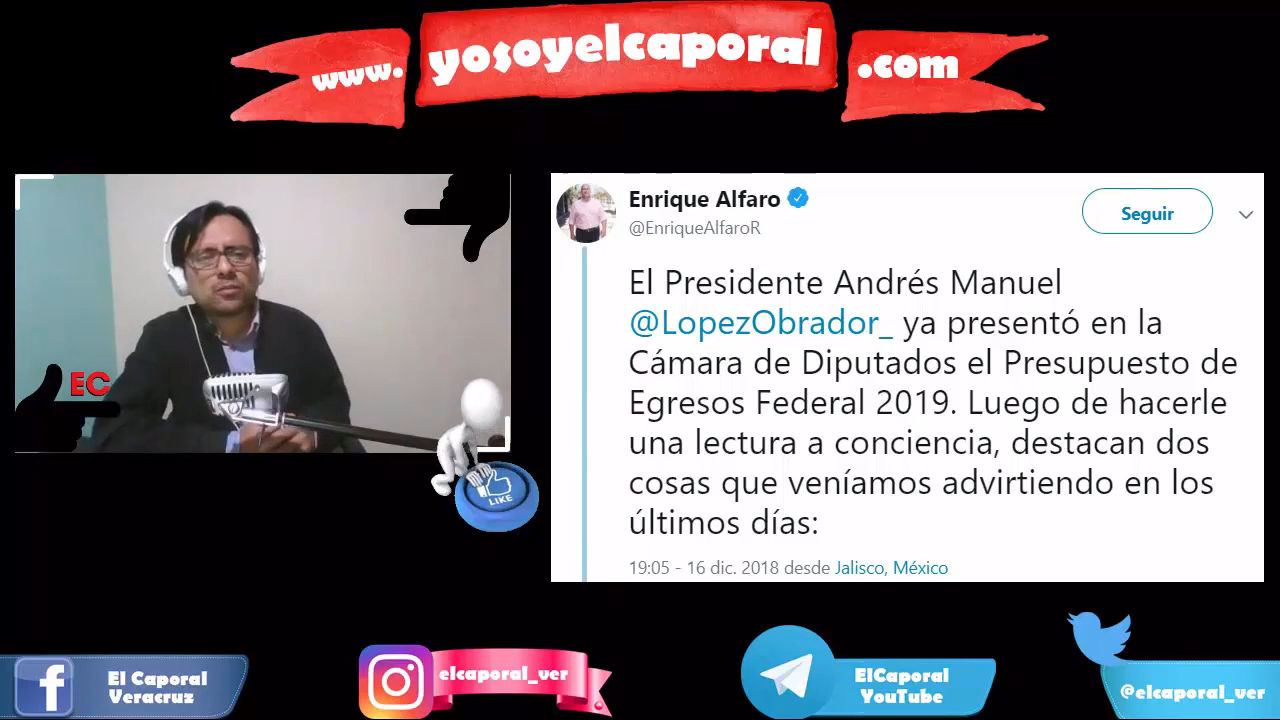 www. yosoyelcaporal .com
Enrique Alfaro
@EnriqueAlfaroR
Seguir
El Presidente Andrés Manuel
@LopezObrador_ ya presentó en la
Cámara de Diputados el Presupuesto de
Egresos Federal 2019. Luego de hacerle
una lectura a conciencia, destacan dos
cosas que veníamos advirtiendo en los
últimos días:
19:05 - 16 dic. 2018 desde Jalisco, México
EC
LIKE
El Caporal
Veracruz
elcaporal_ver
ElCaporal
YouTube
@elcaporal_ver